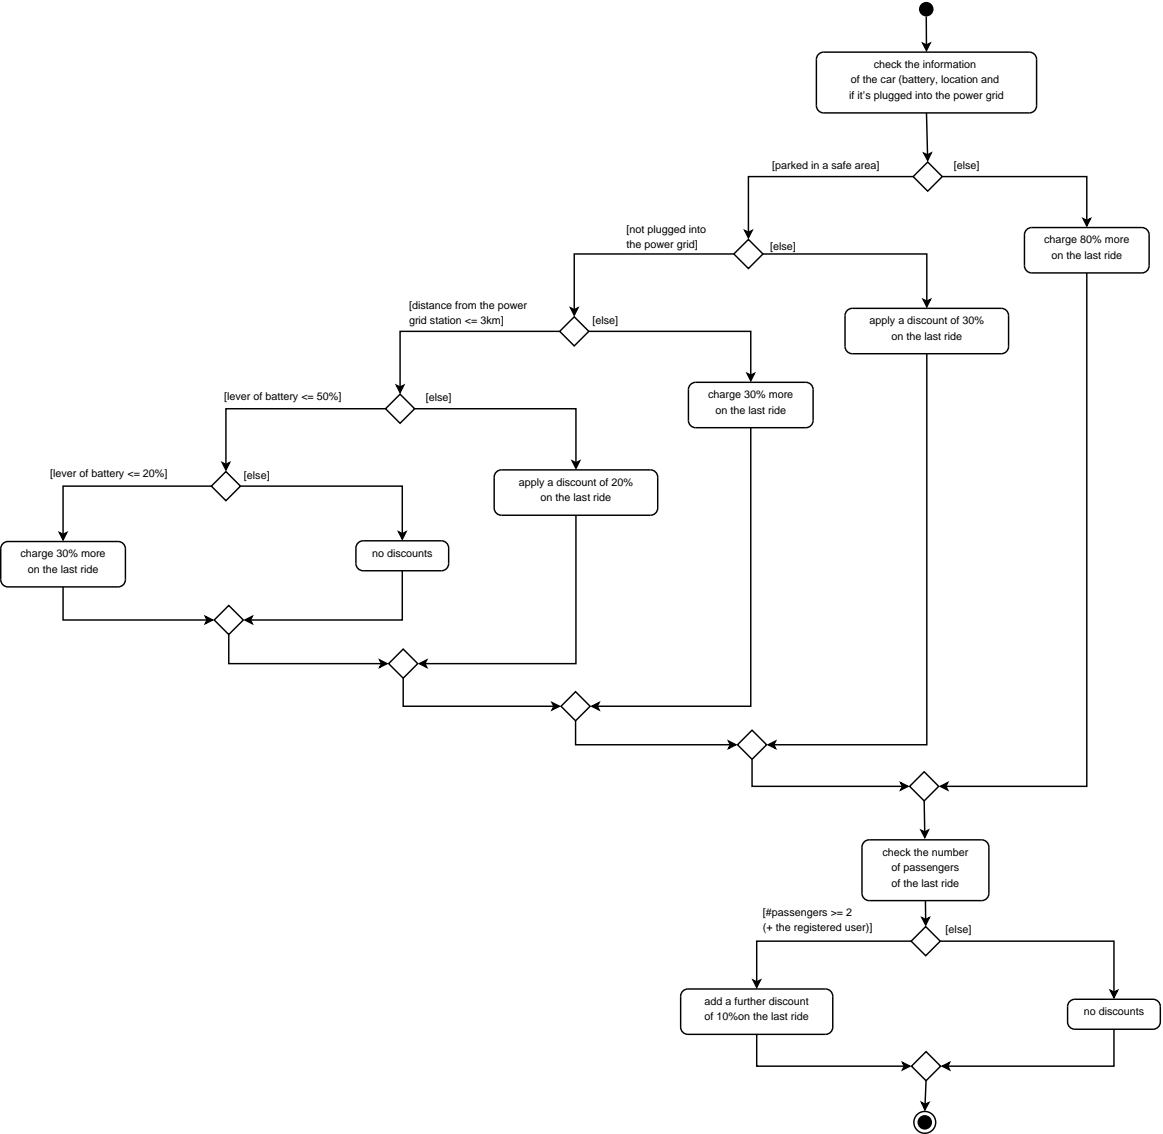 check the information
of the car (battery, location and
if it's plugged into the power grid
[parked in a safe area]
[else]
[not plugged into
the power grid]
[else]
charge 80% more
on the last ride
[distance from the power
grid station <= 3km]
[else]
apply a discount of 30%
on the last ride
[lever of battery <= 50%]
[else]
charge 30% more
on the last ride
[lever of battery <= 20%]
[else]
apply a discount of 20%
on the last ride
charge 30% more
on the last ride
no discounts
check the number
of passengers
of the last ride
[#passengers >= 2
(+ the registered user)]
[else]
add a further discount
of 10%on the last ride
no discounts